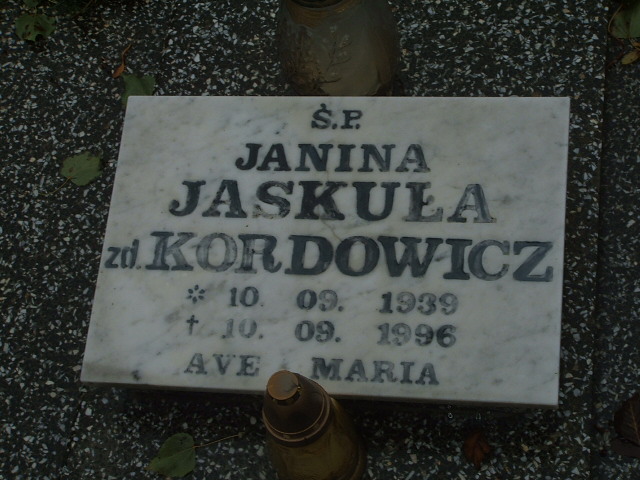 Ś.P.
JANINA
JASKUŁA
zd. KORDOWICZ
* 10. 09. 1939
† 10. 09. 1996
AVE MARIA